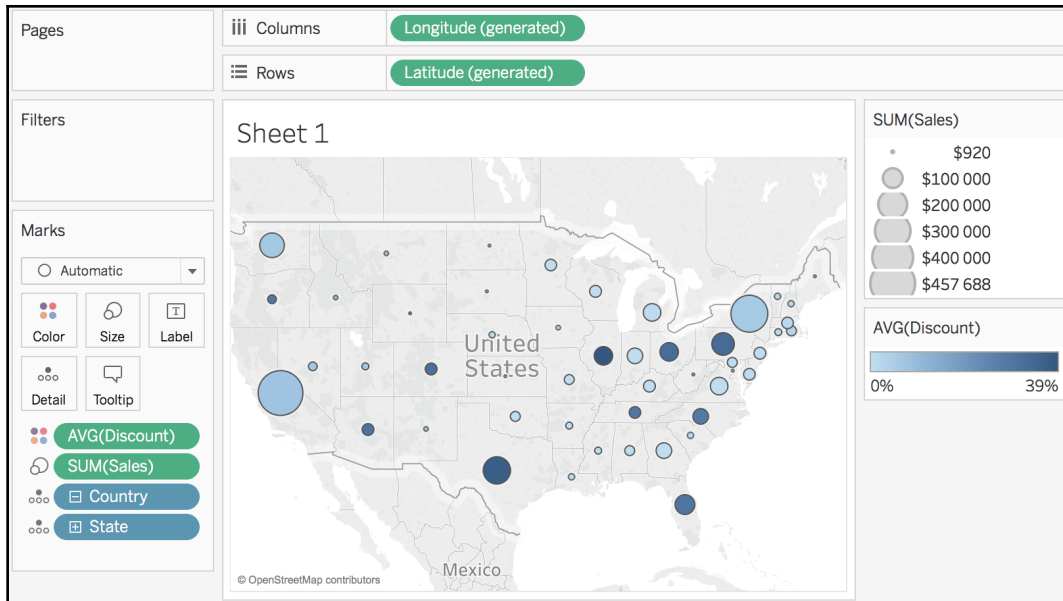 Pages
Columns
Longitude (generated)
Rows
Latitude (generated)
Filters
Marks
Automatic
Color
Size
T
Label
Detail
Tooltip
AVG(Discount)
SUM(Sales)
Country
State
Sheet 1
United
States
Mexico
© OpenStreetMap contributors
SUM(Sales)
$920
$100 000
$200 000
$300 000
$400 000
$457 688
AVG(Discount)
0% 39%